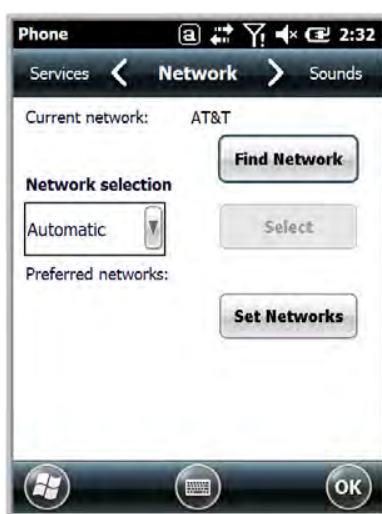 Phone a 2:32
Services Network Sounds
Current network: AT&T
Find Network
Network selection
Automatic
Select
Preferred networks:
Set Networks
OK